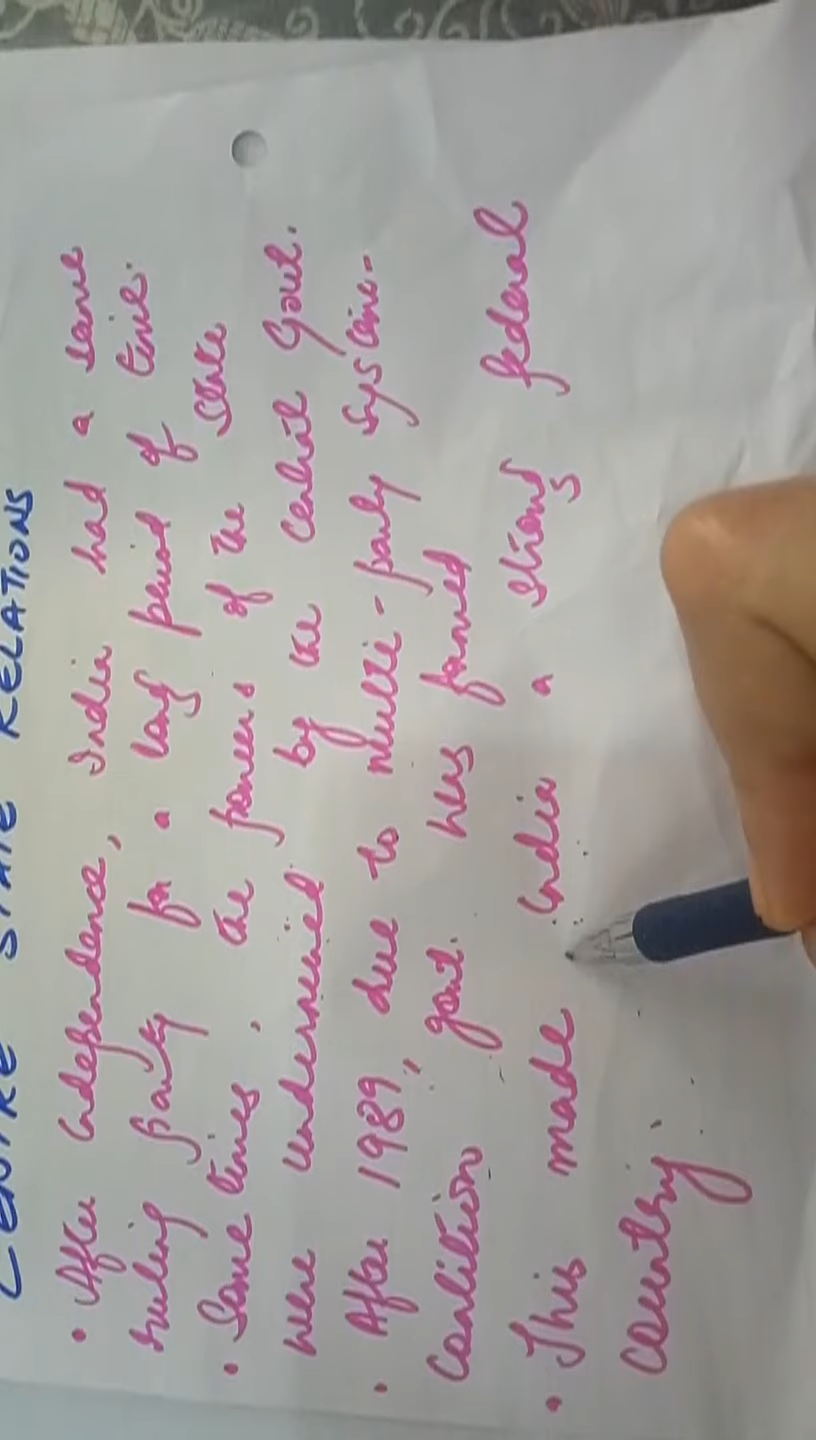 CENTRE STATE RELATIONS
• After independence, India had a same
ruling party for a long period of time.
• Some times, the powers of the state
were undermined by the central Govt.
• After 1989, due to multi-party system.
Coalition govt. has formed
• This made India a strong federal
country.